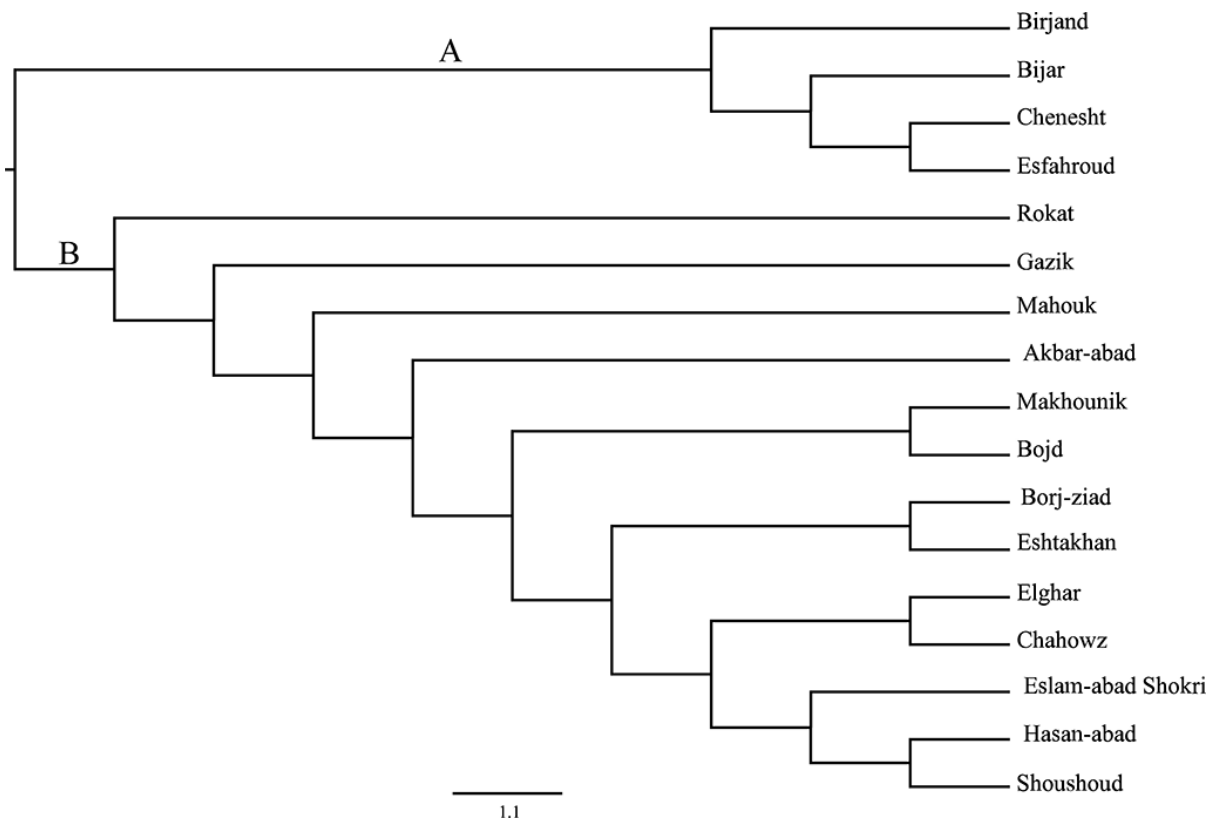 A
Birjand
Bijar
Chenesht
Esfahroud
Rokat
B
Gazik
Mahouk
Akbar-abad
Makhounik
Bojd
Borj-ziad
Eshtakhan
Elghar
Chahowz
Eslam-abad Shokri
Hasan-abad
Shoushoud
1.1